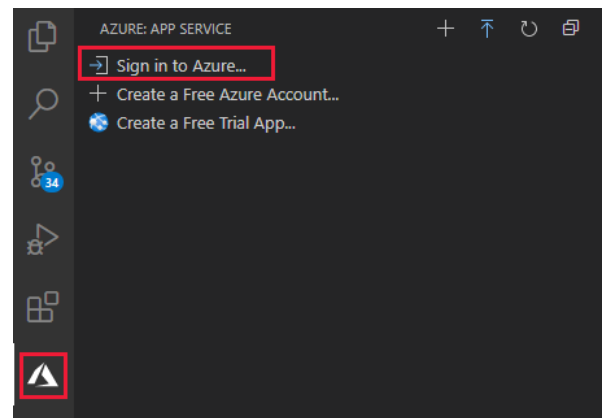 AZURE: APP SERVICE
Sign in to Azure...
Create a Free Azure Account...
Create a Free Trial App...
34